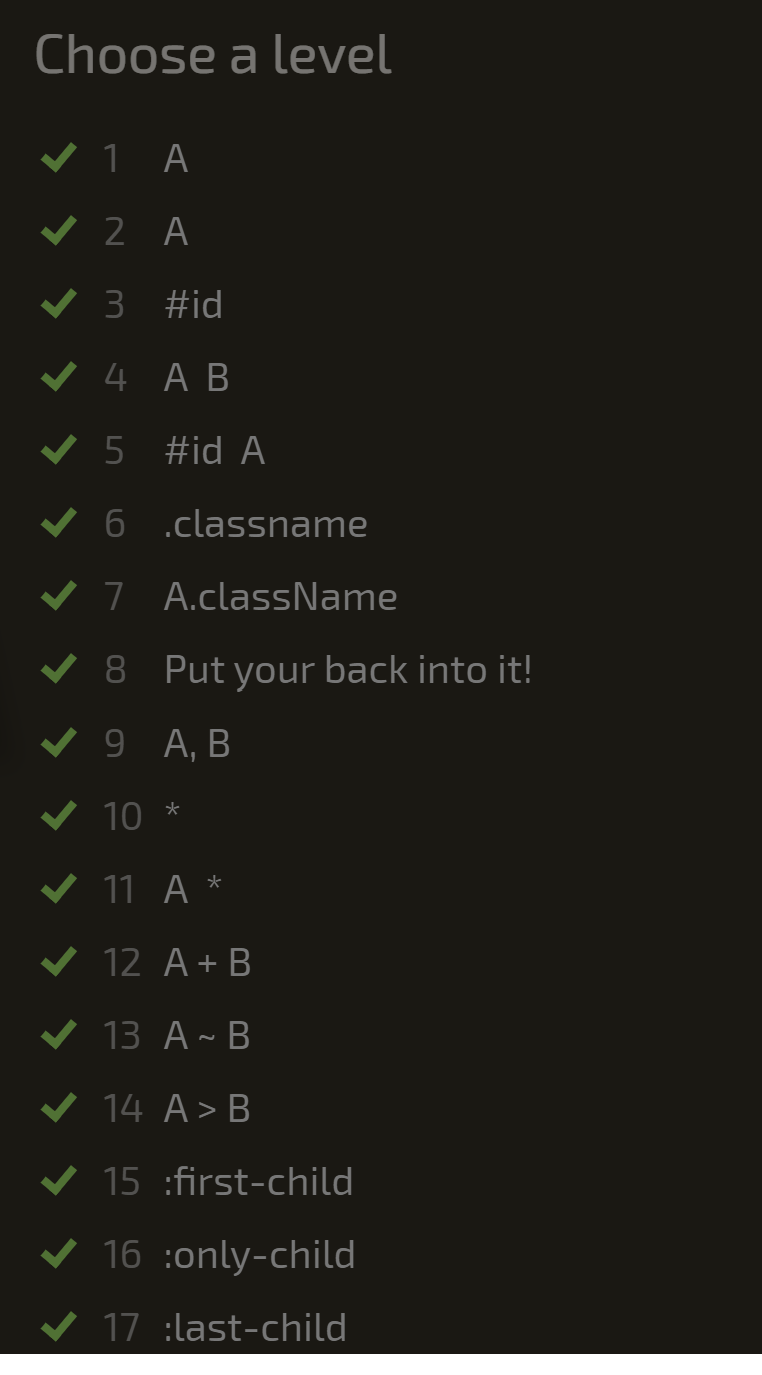 Choose a level
1 A
2 A
3 #id
4 A B
5 #id A
6 .classname
7 A.className
8 Put your back into it!
9 A, B
10 *
11 A *
12 A + B
13 A ~ B
14 A > B
15 :first-child
16 :only-child
17 :last-child